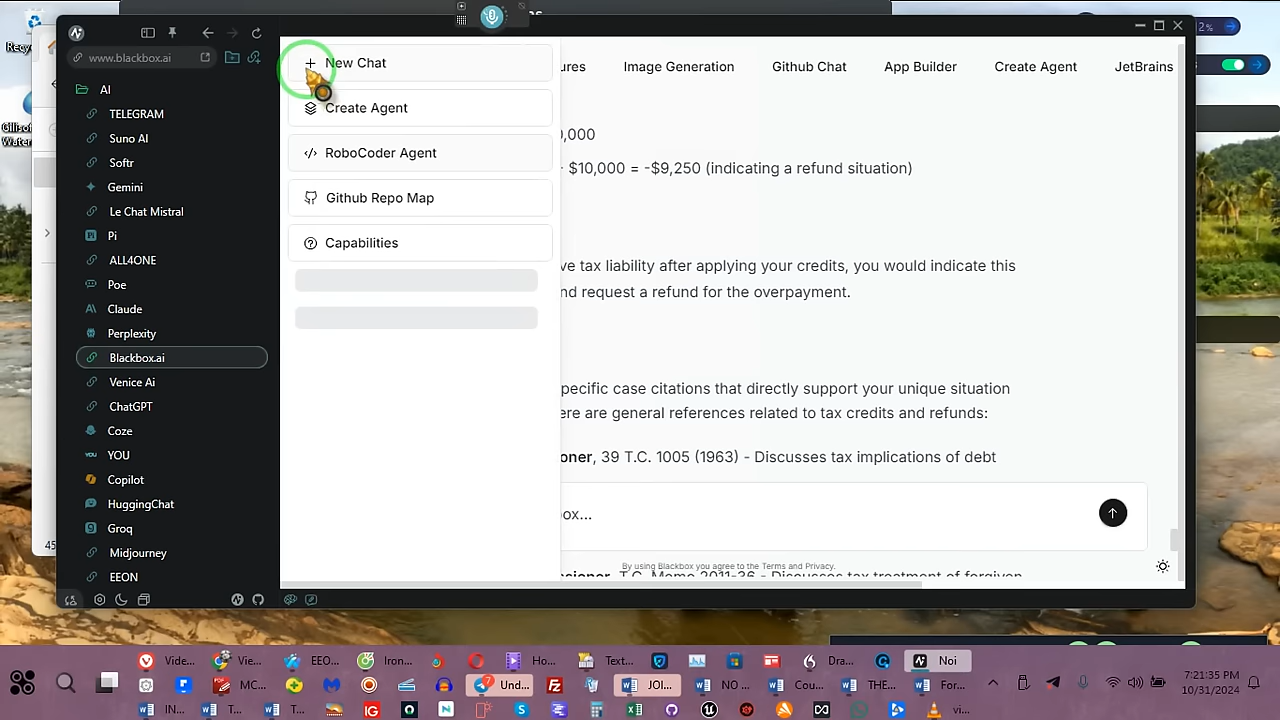 www.blackbox.ai
AI
TELEGRAM
Suno AI
Softr
Gemini
Le Chat Mistral
Pi
ALL4ONE
Poe
Claude
Perplexity
Blackbox.ai
Venice Ai
ChatGPT
Coze
YOU
Copilot
HuggingChat
Groq
Midjourney
EEON
New Chat
Create Agent
RoboCoder Agent
Github Repo Map
Capabilities
ures Image Generation Github Chat App Builder Create Agent JetBrains
,000
$10,000 = -$9,250 (indicating a refund situation)
ve tax liability after applying your credits, you would indicate this
nd request a refund for the overpayment.
pecific case citations that directly support your unique situation
ere are general references related to tax credits and refunds:
oner, 39 T.C. 1005 (1963) - Discusses tax implications of debt
ox...
By using Blackbox you agree to the Terms and Privacy.
sioner, T.C. Memo 2011-36 - Discusses tax treatment of forgiven
2%
45
Vide... Vie... EEO... Iron... Ho... Text... Dra... Noi
MC... Und... JOI... NO ... Cou... THE... For...
IN... T... T... vi...
7:21:35 PM
10/31/2024